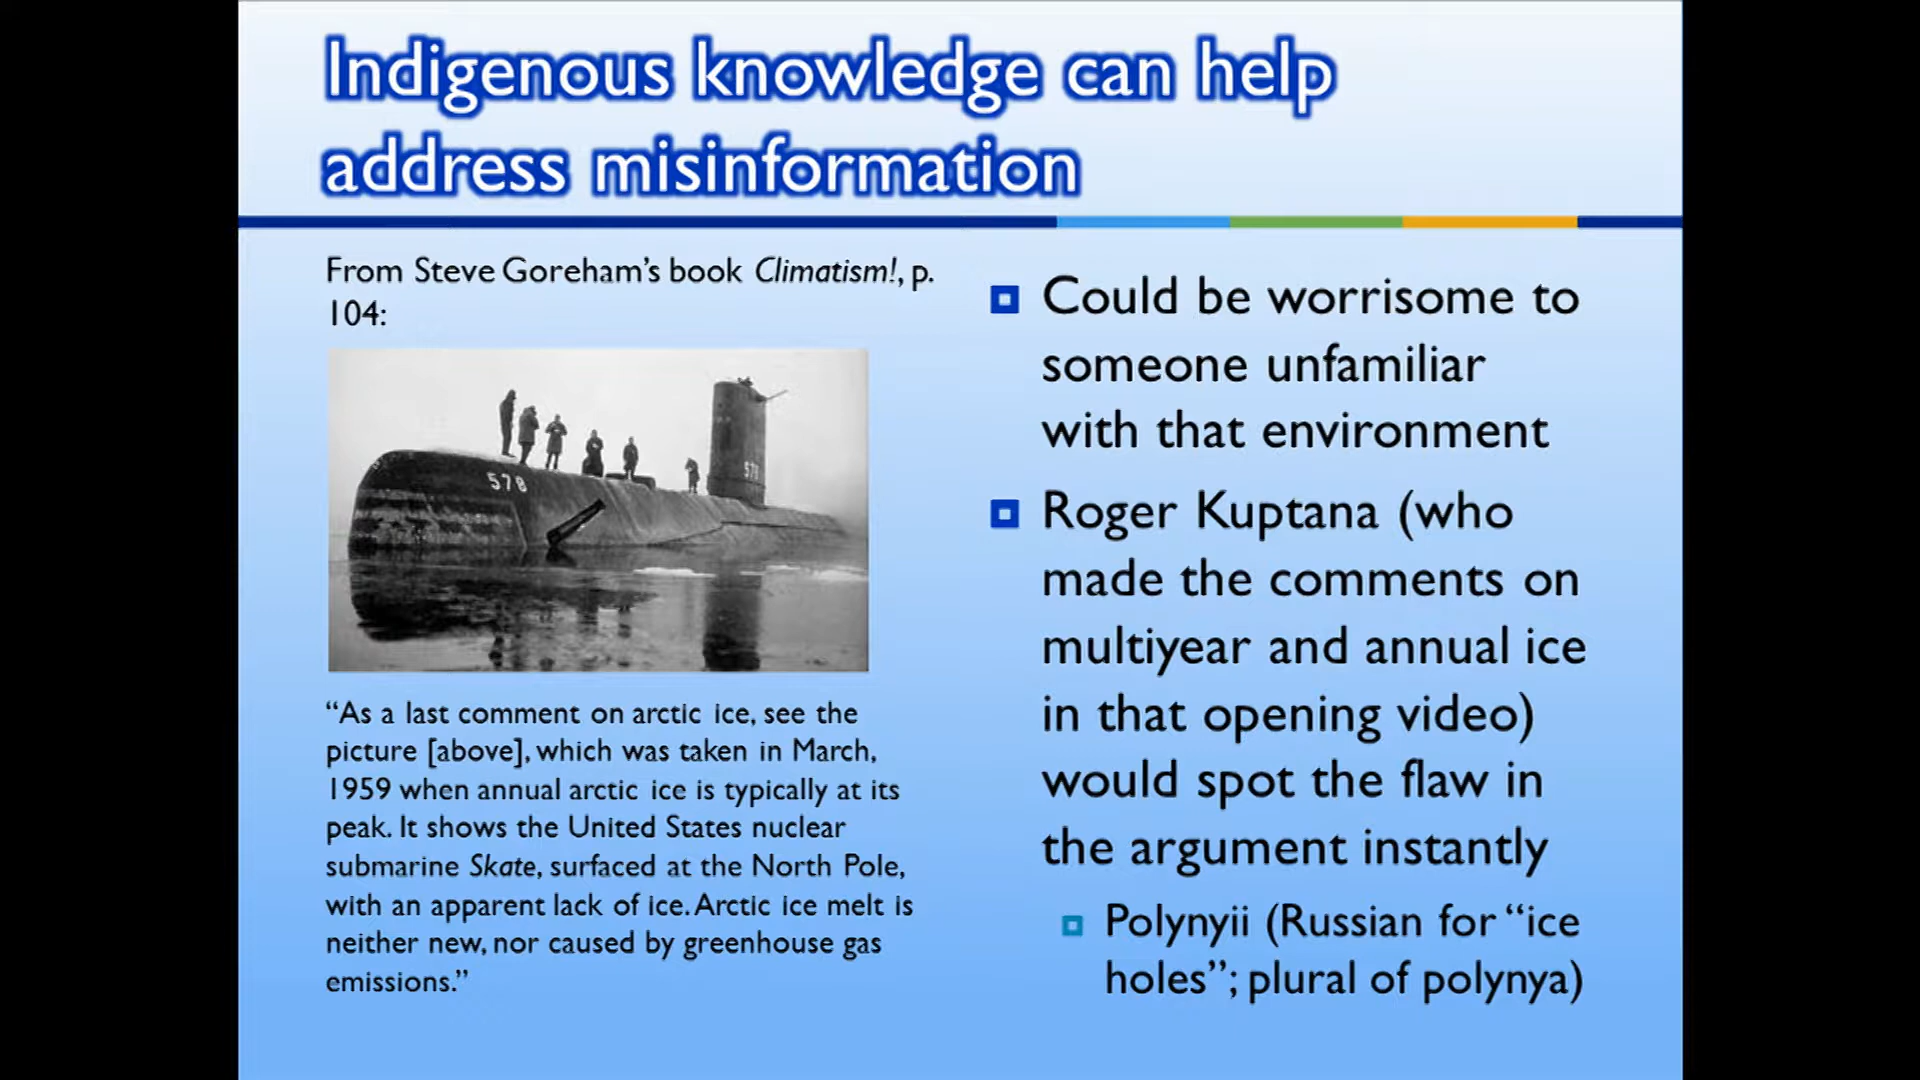 Indigenous knowledge can help
address misinformation
From Steve Goreham’s book Climatism!, p.
104:
578
578
“As a last comment on arctic ice, see the
picture [above], which was taken in March,
1959 when annual arctic ice is typically at its
peak. It shows the United States nuclear
submarine Skate, surfaced at the North Pole,
with an apparent lack of ice. Arctic ice melt is
neither new, nor caused by greenhouse gas
emissions.”
Could be worrisome to
someone unfamiliar
with that environment
Roger Kuptana (who
made the comments on
multiyear and annual ice
in that opening video)
would spot the flaw in
the argument instantly
Polynyii (Russian for “ice
holes”; plural of polynya)